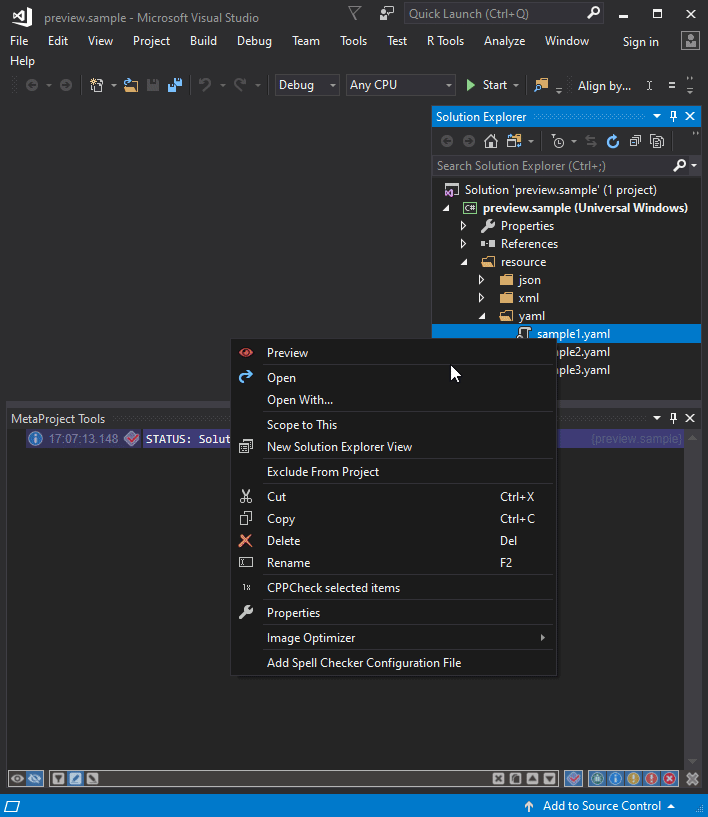 preview.sample - Microsoft Visual Studio
Quick Launch (Ctrl+Q)
File Edit View Project Build Debug Team Tools Test R Tools Analyze Window Sign in
Help
Debug Any CPU Start Align by...
Solution Explorer
Search Solution Explorer (Ctrl+;)
Solution 'preview.sample' (1 project)
C# preview.sample (Universal Windows)
Properties
References
resource
json
xml
yaml
sample1.yaml
ple2.yaml
ple3.yaml
Preview
Open
Open With...
Scope to This
New Solution Explorer View
Exclude From Project
Cut Ctrl+X
Copy Ctrl+C
Delete Del
Rename F2
1x CPPCheck selected items
Properties
Image Optimizer
Add Spell Checker Configuration File
MetaProject Tools
17:07:13.148 STATUS: Solut [preview.sample]
Add to Source Control